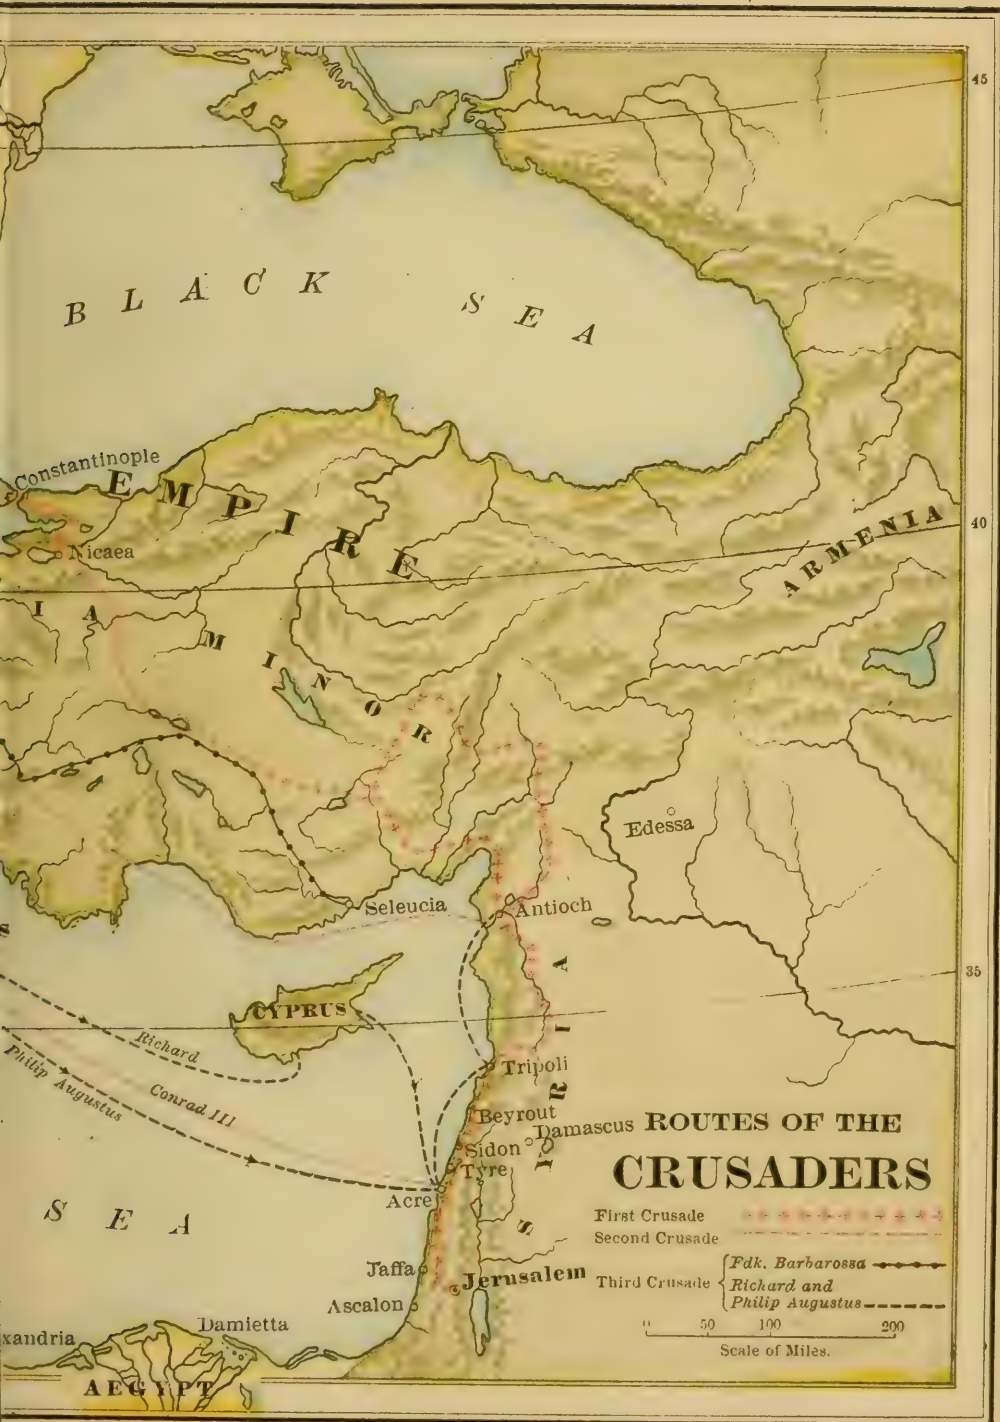 45
BLACK SEA
Constantinople
EMPIRE
40
ARMENIA
Nicaea
IA
MINOR
Edessa
Seleucia
Antioch
S
35
SYRIA
CYPRUS
Richard
Philip Augustus
Conrad III
Tripoli
Beyrout
Damascus
Sidon
Tyre
Acre
SEA
Jaffa
Jerusalem
Ascalon
Damietta
xandria
AEGYPT
ROUTES OF THE
CRUSADERS
First Crusade
Second Crusade
Third Crusade
Fdk. Barbarossa
Richard and
Philip Augustus
0 50 100 200
Scale of Miles.